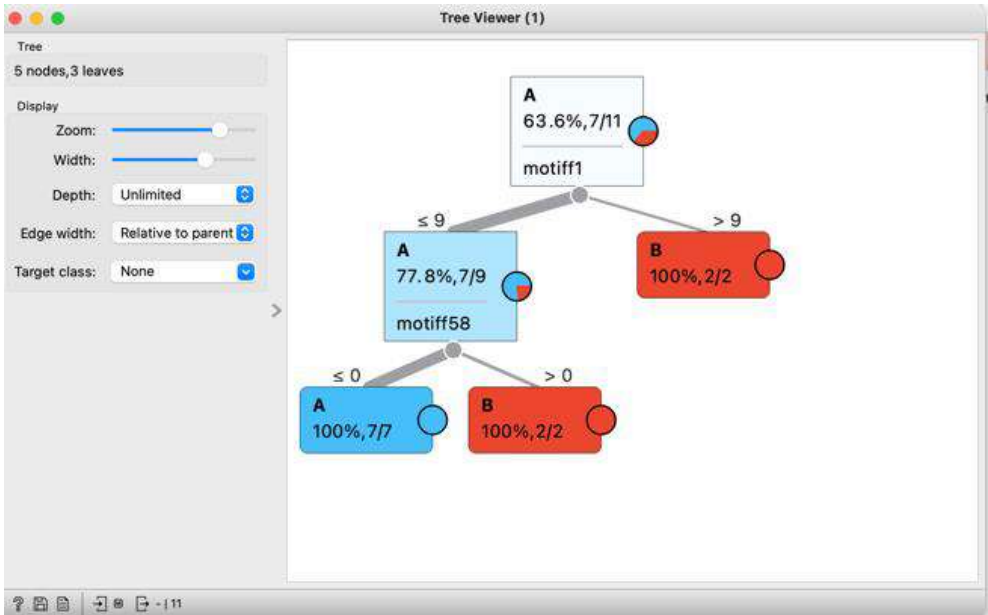 Tree Viewer (1)
Tree
5 nodes,3 leaves
Display
Zoom:
Width:
Depth: Unlimited
Edge width: Relative to parent
Target class: None
A
63.6%,7/11
motiff1
≤ 9
> 9
A
77.8%,7/9
motiff58
B
100%,2/2
≤ 0
> 0
A
100%,7/7
B
100%,2/2
? - | 11